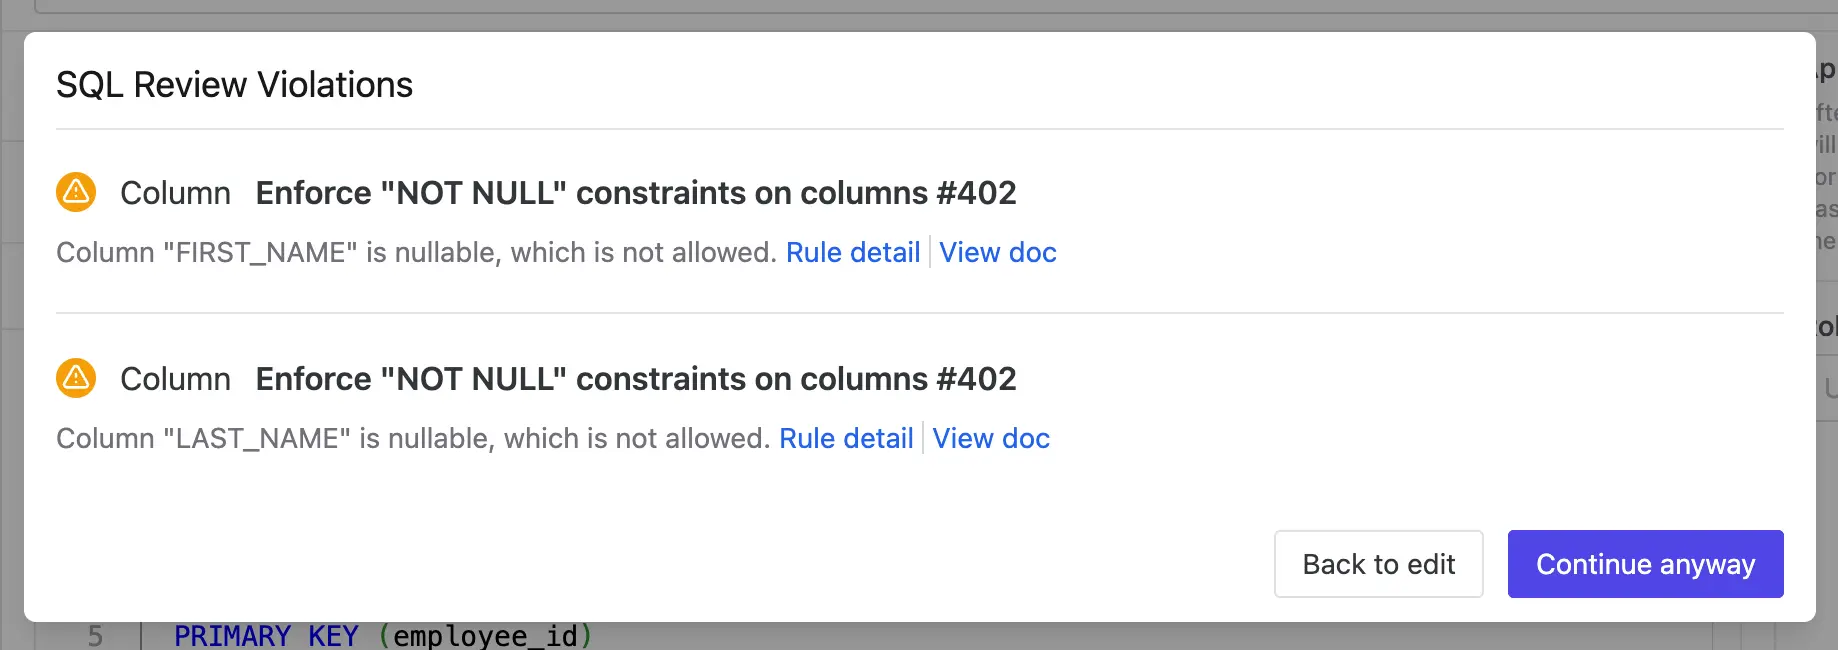 SQL Review Violations
Column Enforce "NOT NULL" constraints on columns #402
Column "FIRST_NAME" is nullable, which is not allowed. Rule detail View doc
Column Enforce "NOT NULL" constraints on columns #402
Column "LAST_NAME" is nullable, which is not allowed. Rule detail View doc
Back to edit Continue anyway
5 PRIMARY KEY (employee_id)